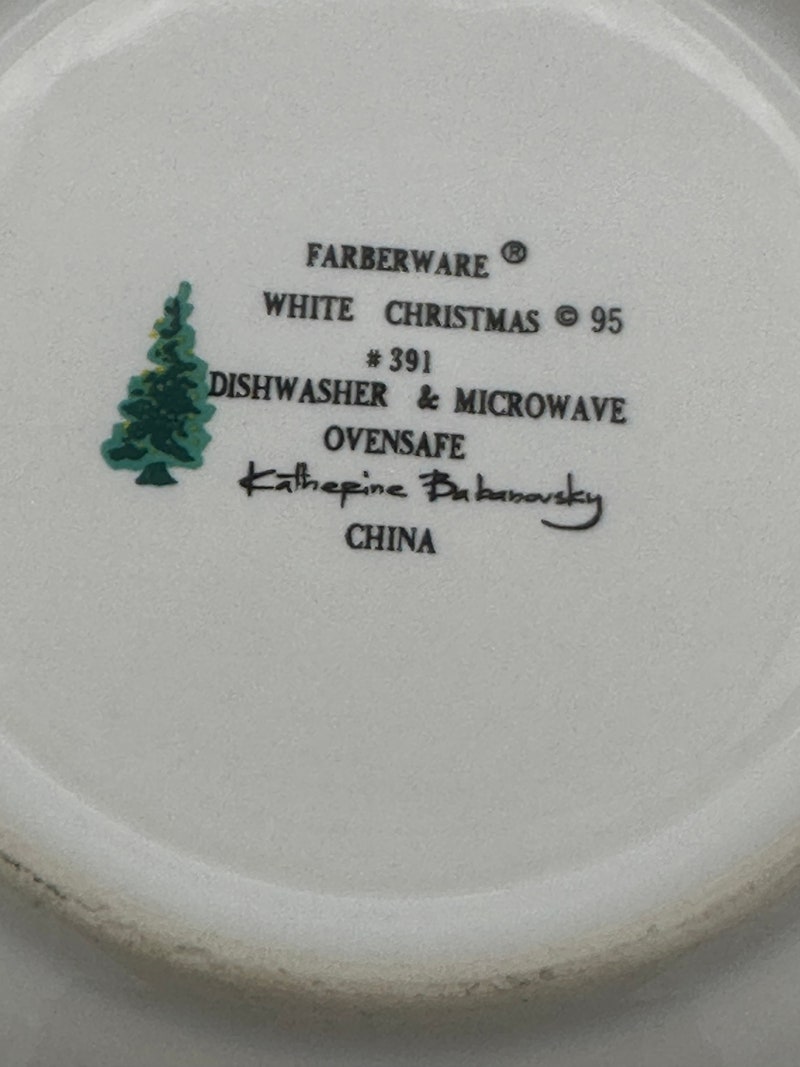 FARBERWARE ®
WHITE CHRISTMAS © 95
# 391
DISHWASHER & MICROWAVE
OVENSAFE
Katherine Babanovsky
CHINA